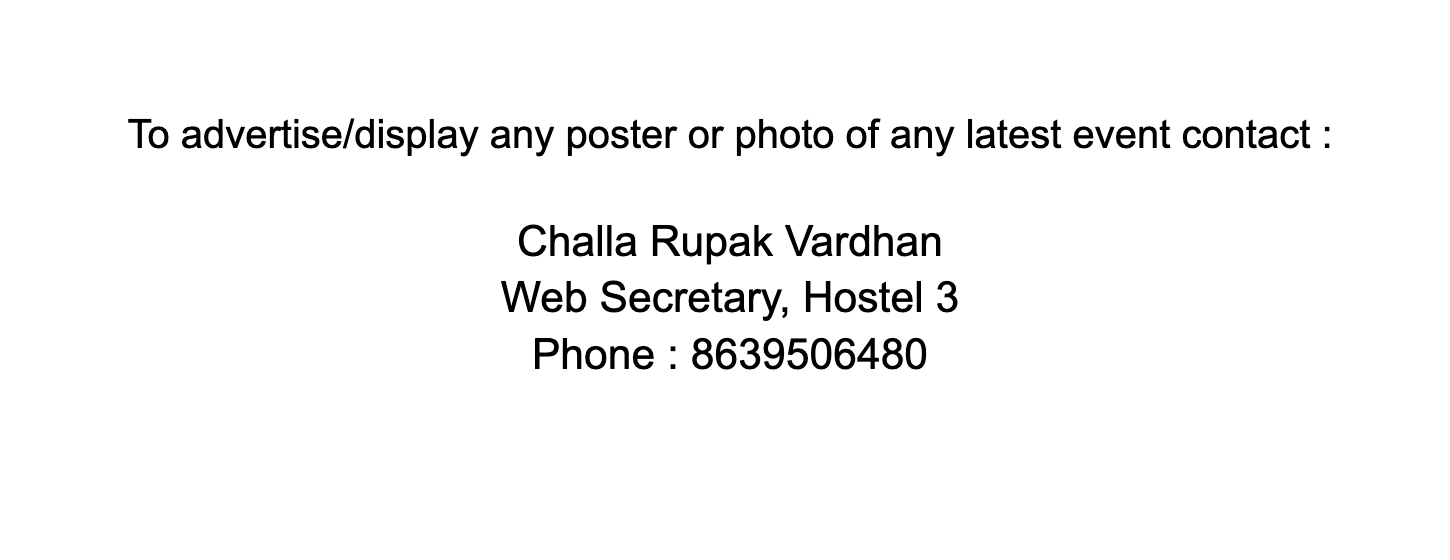 To advertise/display any poster or photo of any latest event contact :
Challa Rupak Vardhan
Web Secretary, Hostel 3
Phone : 8639506480